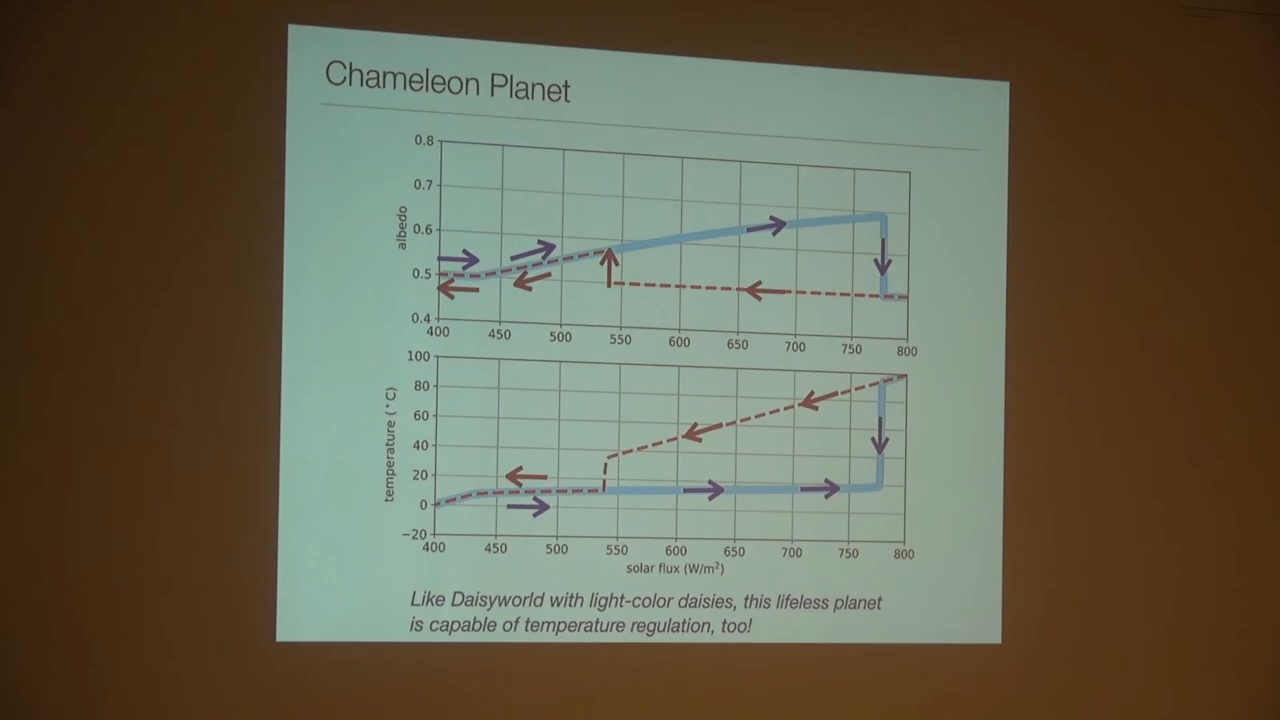 Chameleon Planet
0.8
0.7
0.6
0.5
0.4
albedo
400 450 500 550 600 650 700 750 800
100
80
60
40
20
0
−20
temperature (°C)
400 450 500 550 600 650 700 750 800
solar flux (W/m²)
Like Daisyworld with light-color daisies, this lifeless planet
is capable of temperature regulation, too!